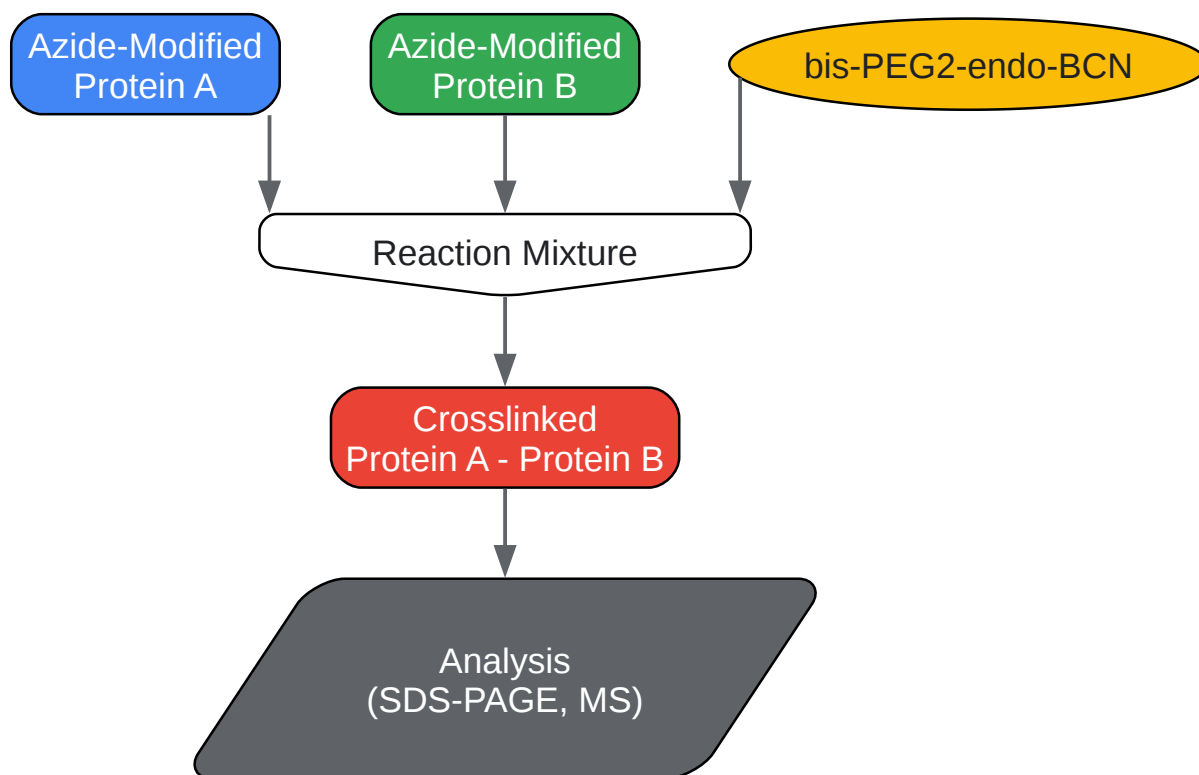 Azide-Modified
Protein A
Azide-Modified
Protein B
bis-PEG2-endo-BCN
Reaction Mixture
Crosslinked
Protein A - Protein B
Analysis
(SDS-PAGE, MS)